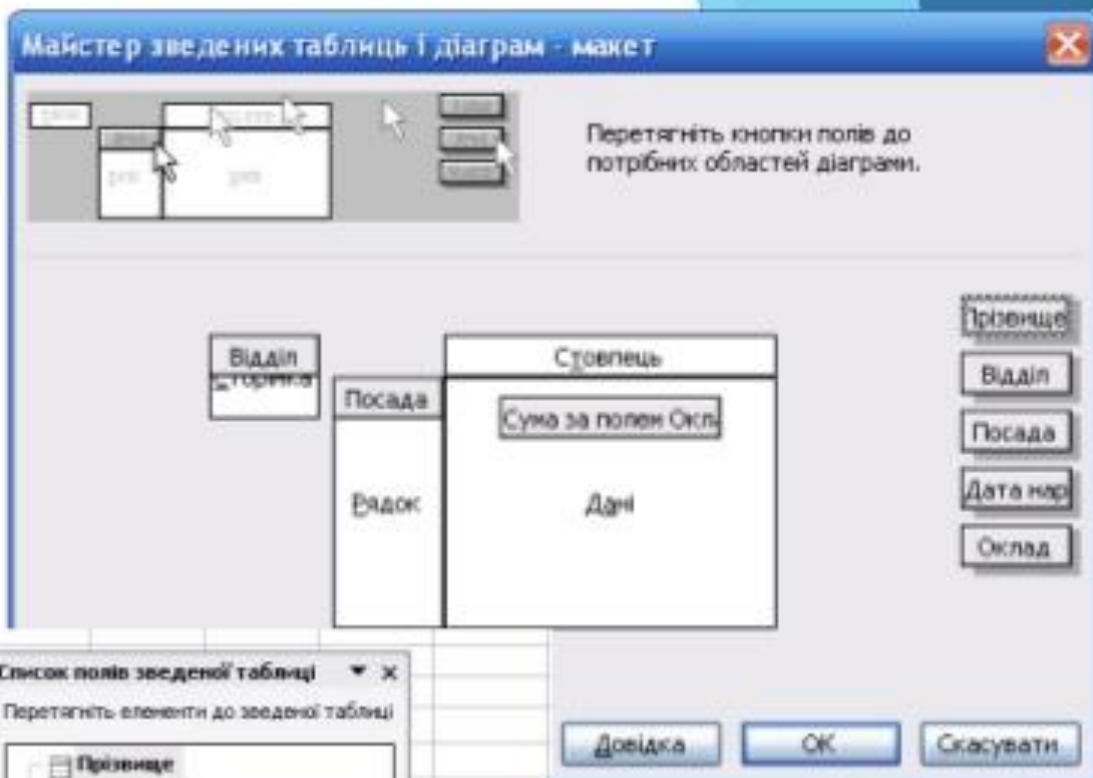 Майстер зведених таблиць і діаграм - макет
Перетягніть кнопки полів до
потрібних областей діаграми.
Прізвище
Відділ
Сторінка
Стовпець
Відділ
Посада
Сума за полем Окл
Посада
Дата нар
Рядок
Дані
Оклад
Список полів зведеної таблиці
Перетягніть елементи до зведеної таблиці
Прізвище
Довідка
ОК
Скасувати